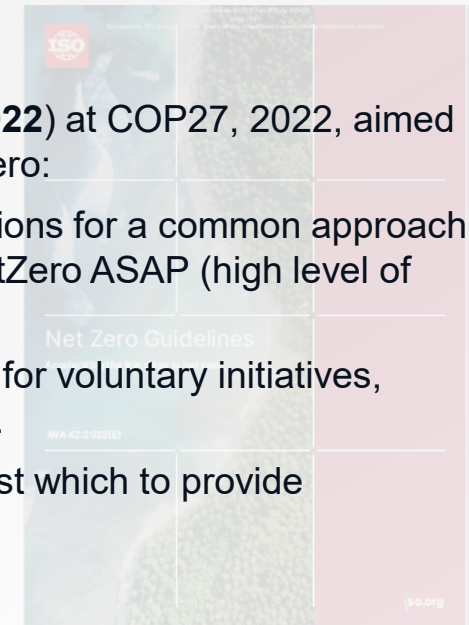 ISO
22) at COP27, 2022, aimed
ero:
ions for a common approach
tZero ASAP (high level of
Net Zero Guidelines
for voluntary initiatives,
.
IWA 42:2022(E)
st which to provide
iso.org